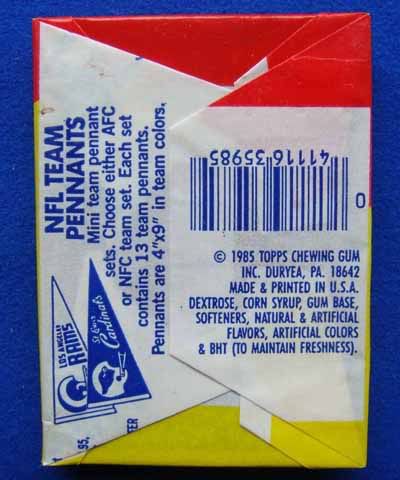 NFL TEAM
PENNANTS
Mini team pennant
sets. Choose either AFC
or NFC team set. Each set
contains 13 team pennants.
Pennants are 4"x9" in team colors.
LOS ANGELES
RAMS
St. Louis
Cardinals
41116 35985
0
© 1985 TOPPS CHEWING GUM
INC. DURYEA, PA. 18642
MADE & PRINTED IN U.S.A.
DEXTROSE, CORN SYRUP, GUM BASE,
SOFTENERS, NATURAL & ARTIFICIAL
FLAVORS, ARTIFICIAL COLORS
& BHT (TO MAINTAIN FRESHNESS).
95,